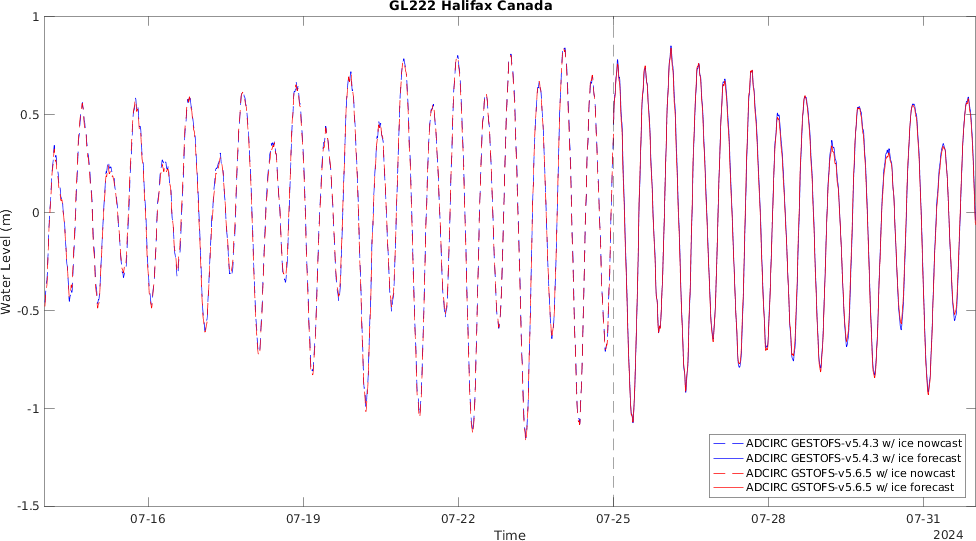 GL222 Halifax Canada
Water Level (m)
1
0.5
0
-0.5
-1
-1.5
ADCIRC GESTOFS-v5.4.3 w/ ice nowcast
ADCIRC GESTOFS-v5.4.3 w/ ice forecast
ADCIRC GSTOFS-v5.6.5 w/ ice nowcast
ADCIRC GSTOFS-v5.6.5 w/ ice forecast
07-16 07-19 07-22 07-25 07-28 07-31
Time
2024